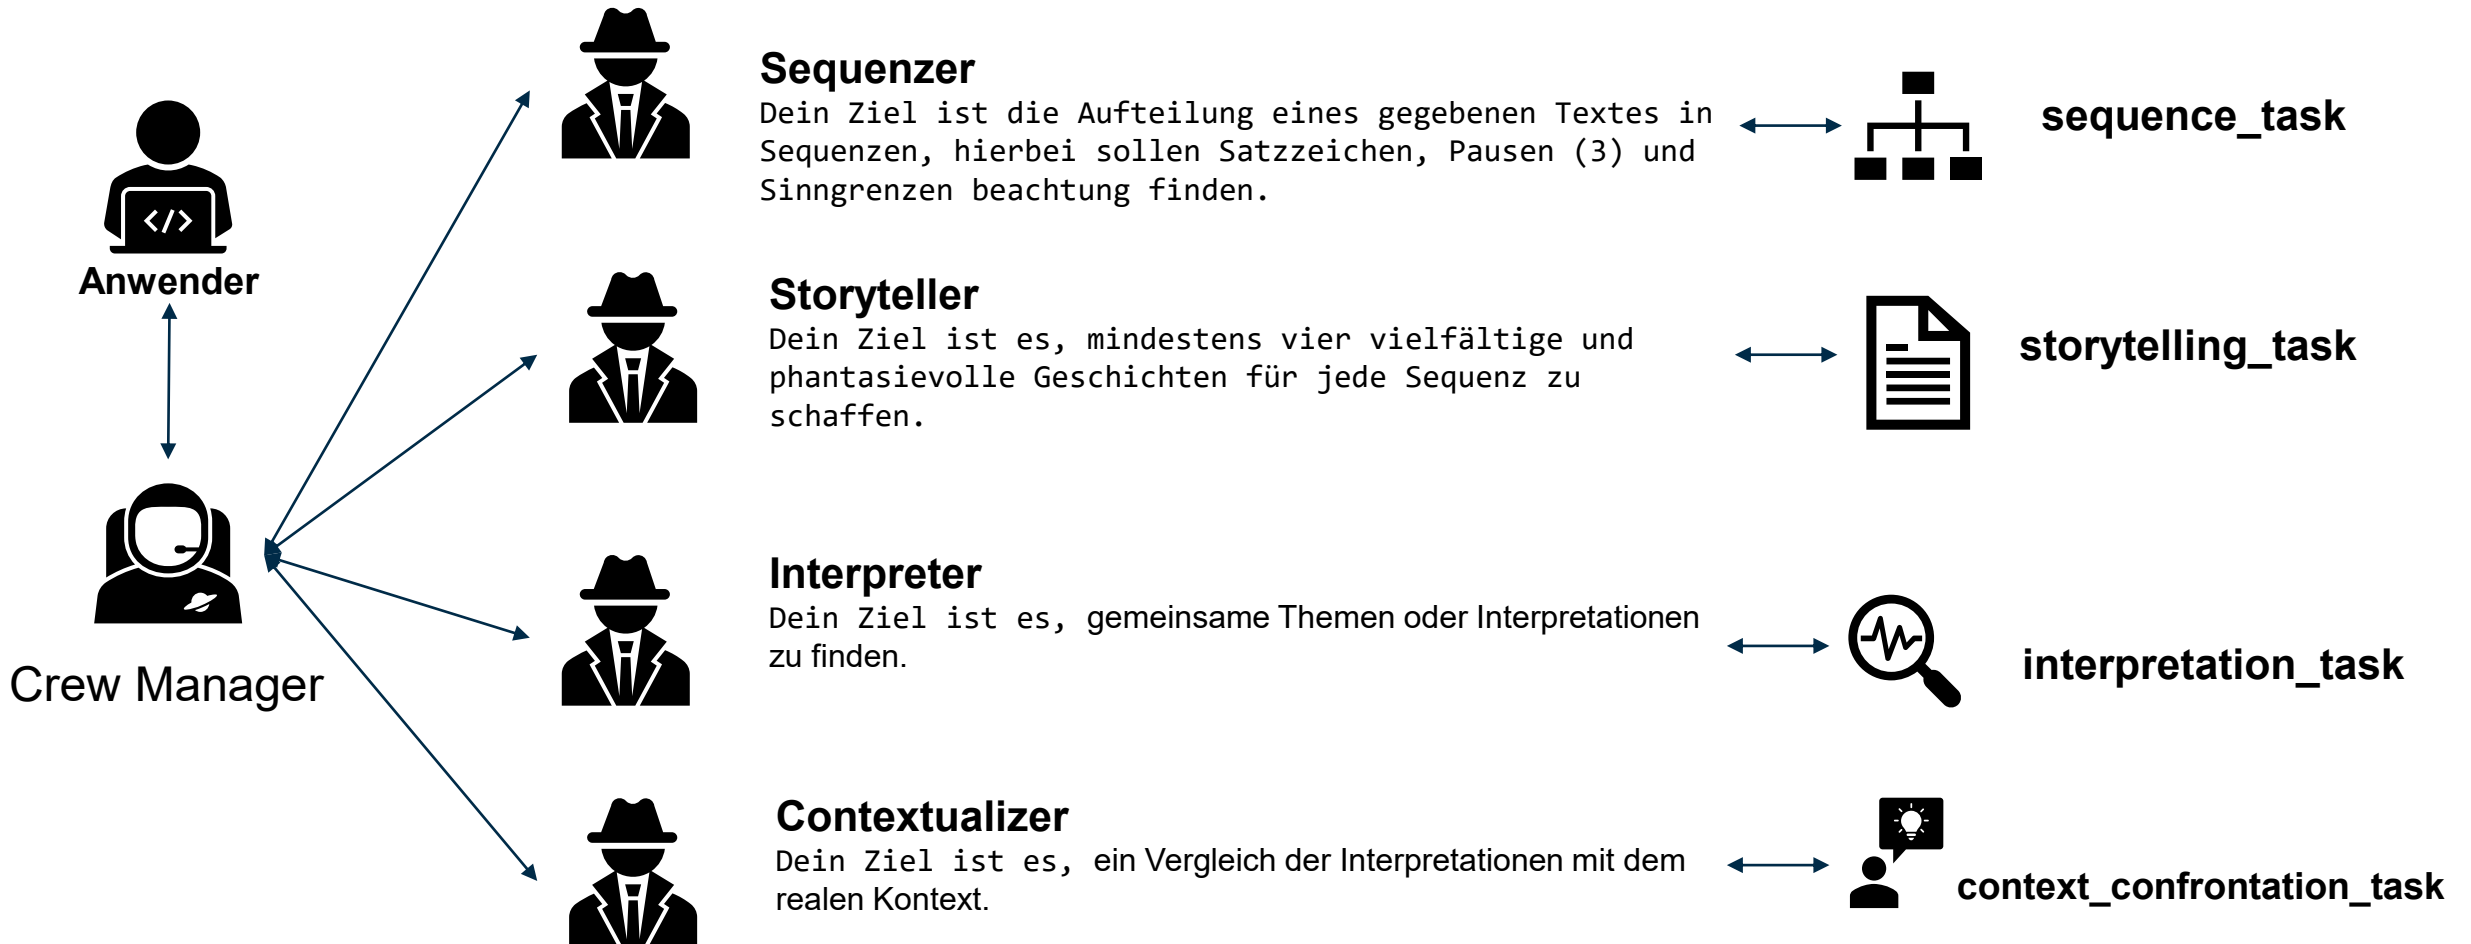 Anwender
Crew Manager
Sequenzer
Dein Ziel ist die Aufteilung eines gegebenen Textes in
Sequenzen, hierbei sollen Satzzeichen, Pausen (3) und
Sinngrenzen beachtung finden.
sequence_task
Storyteller
Dein Ziel ist es, mindestens vier vielfältige und
phantasievolle Geschichten für jede Sequenz zu
schaffen.
storytelling_task
Interpreter
Dein Ziel ist es, gemeinsame Themen oder Interpretationen
zu finden.
interpretation_task
Contextualizer
Dein Ziel ist es, ein Vergleich der Interpretationen mit dem
realen Kontext.
context_confrontation_task